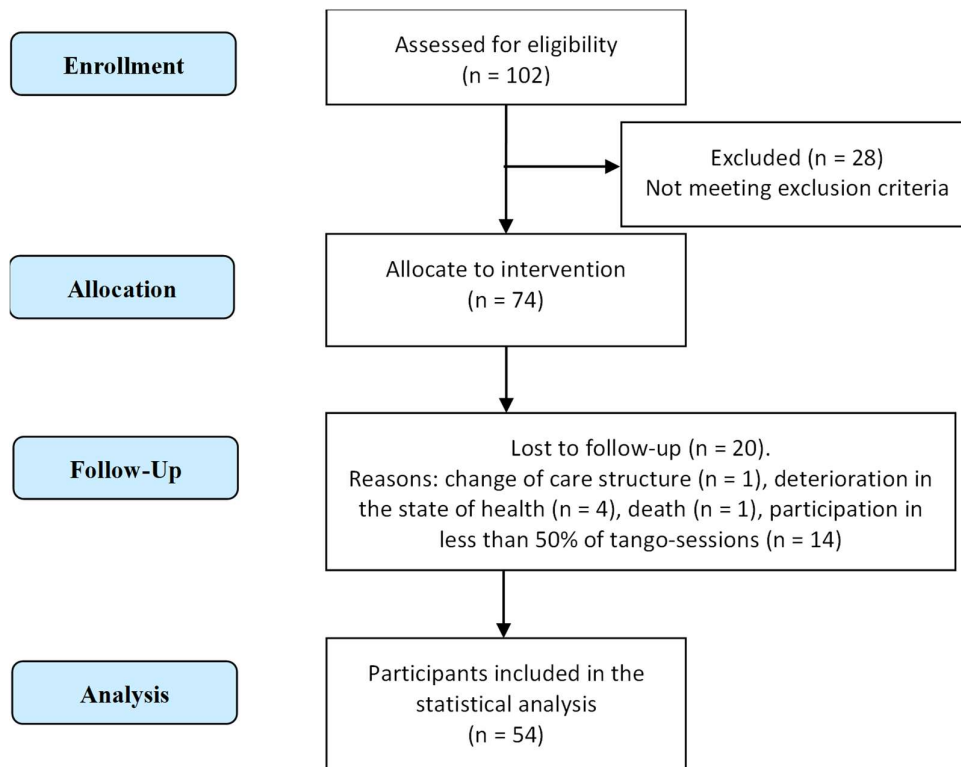 Enrollment
Assessed for eligibility
(n = 102)
Excluded (n = 28)
Not meeting exclusion criteria
Allocation
Allocate to intervention
(n = 74)
Follow-Up
Lost to follow-up (n = 20).
Reasons: change of care structure (n = 1), deterioration in
the state of health (n = 4), death (n = 1), participation in
less than 50% of tango-sessions (n = 14)
Analysis
Participants included in the
statistical analysis
(n = 54)